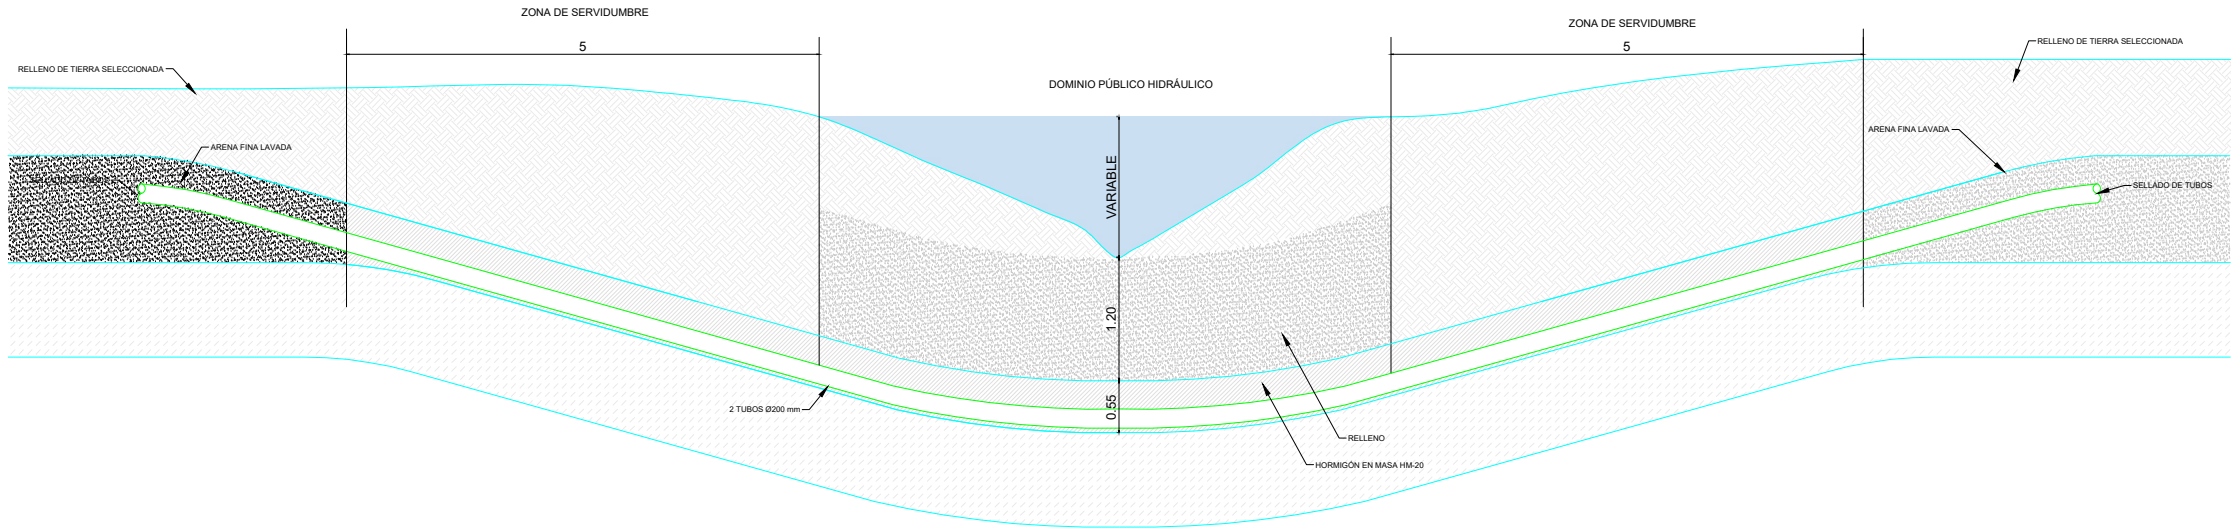 ZONA DE SERVIDUMBRE
ZONA DE SERVIDUMBRE
5
5
RELLENO DE TIERRA SELECCIONADA
RELLENO DE TIERRA SELECCIONADA
DOMINIO PÚBLICO HIDRÁULICO
ARENA FINA LAVADA
ARENA FINA LAVADA
VARIABLE
SELLADO DE TUBOS
1.20
0.55
2 TUBOS Ø200 mm
RELLENO
HORMIGÓN EN MASA HM-20